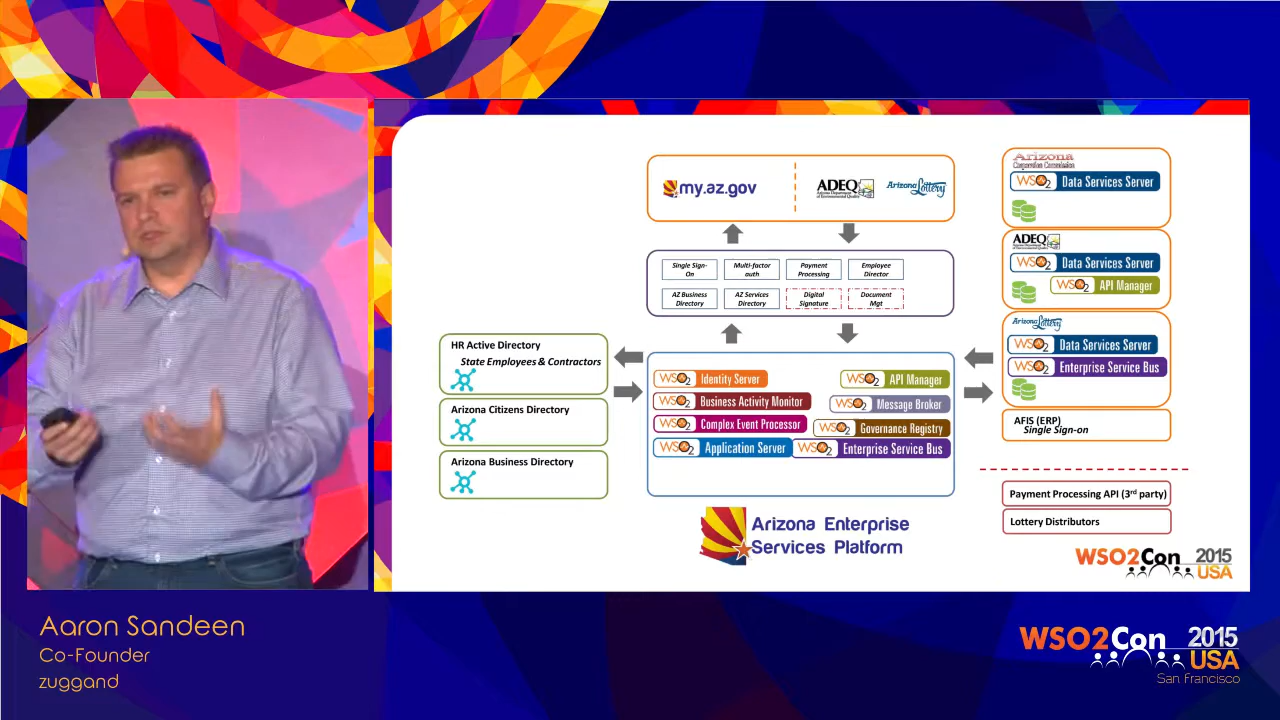 my.az.gov
ADEQ
Arizona Department
of Environmental Quality
Arizona Lottery
Single Sign-
On
Multi-factor
auth
Payment
Processing
Employee
Director
AZ Business
Directory
AZ Services
Directory
Digital
Signature
Document
Mgt
HR Active Directory
State Employees & Contractors
Arizona Citizens Directory
Arizona Business Directory
WSO2 Identity Server
WSO2 API Manager
WSO2 Business Activity Monitor
WSO2 Message Broker
WSO2 Complex Event Processor
WSO2 Governance Registry
WSO2 Application Server
WSO2 Enterprise Service Bus
Arizona Enterprise
Services Platform
Arizona
Corporation Commission
WSO2 Data Services Server
ADEQ
WSO2 Data Services Server
WSO2 API Manager
Arizona Lottery
WSO2 Data Services Server
WSO2 Enterprise Service Bus
AFIS (ERP)
Single Sign-on
Payment Processing API (3rd party)
Lottery Distributors
WSO2Con 2015
USA
Aaron Sandeen
Co-Founder
zuggand
WSO2Con 2015
USA
San Francisco